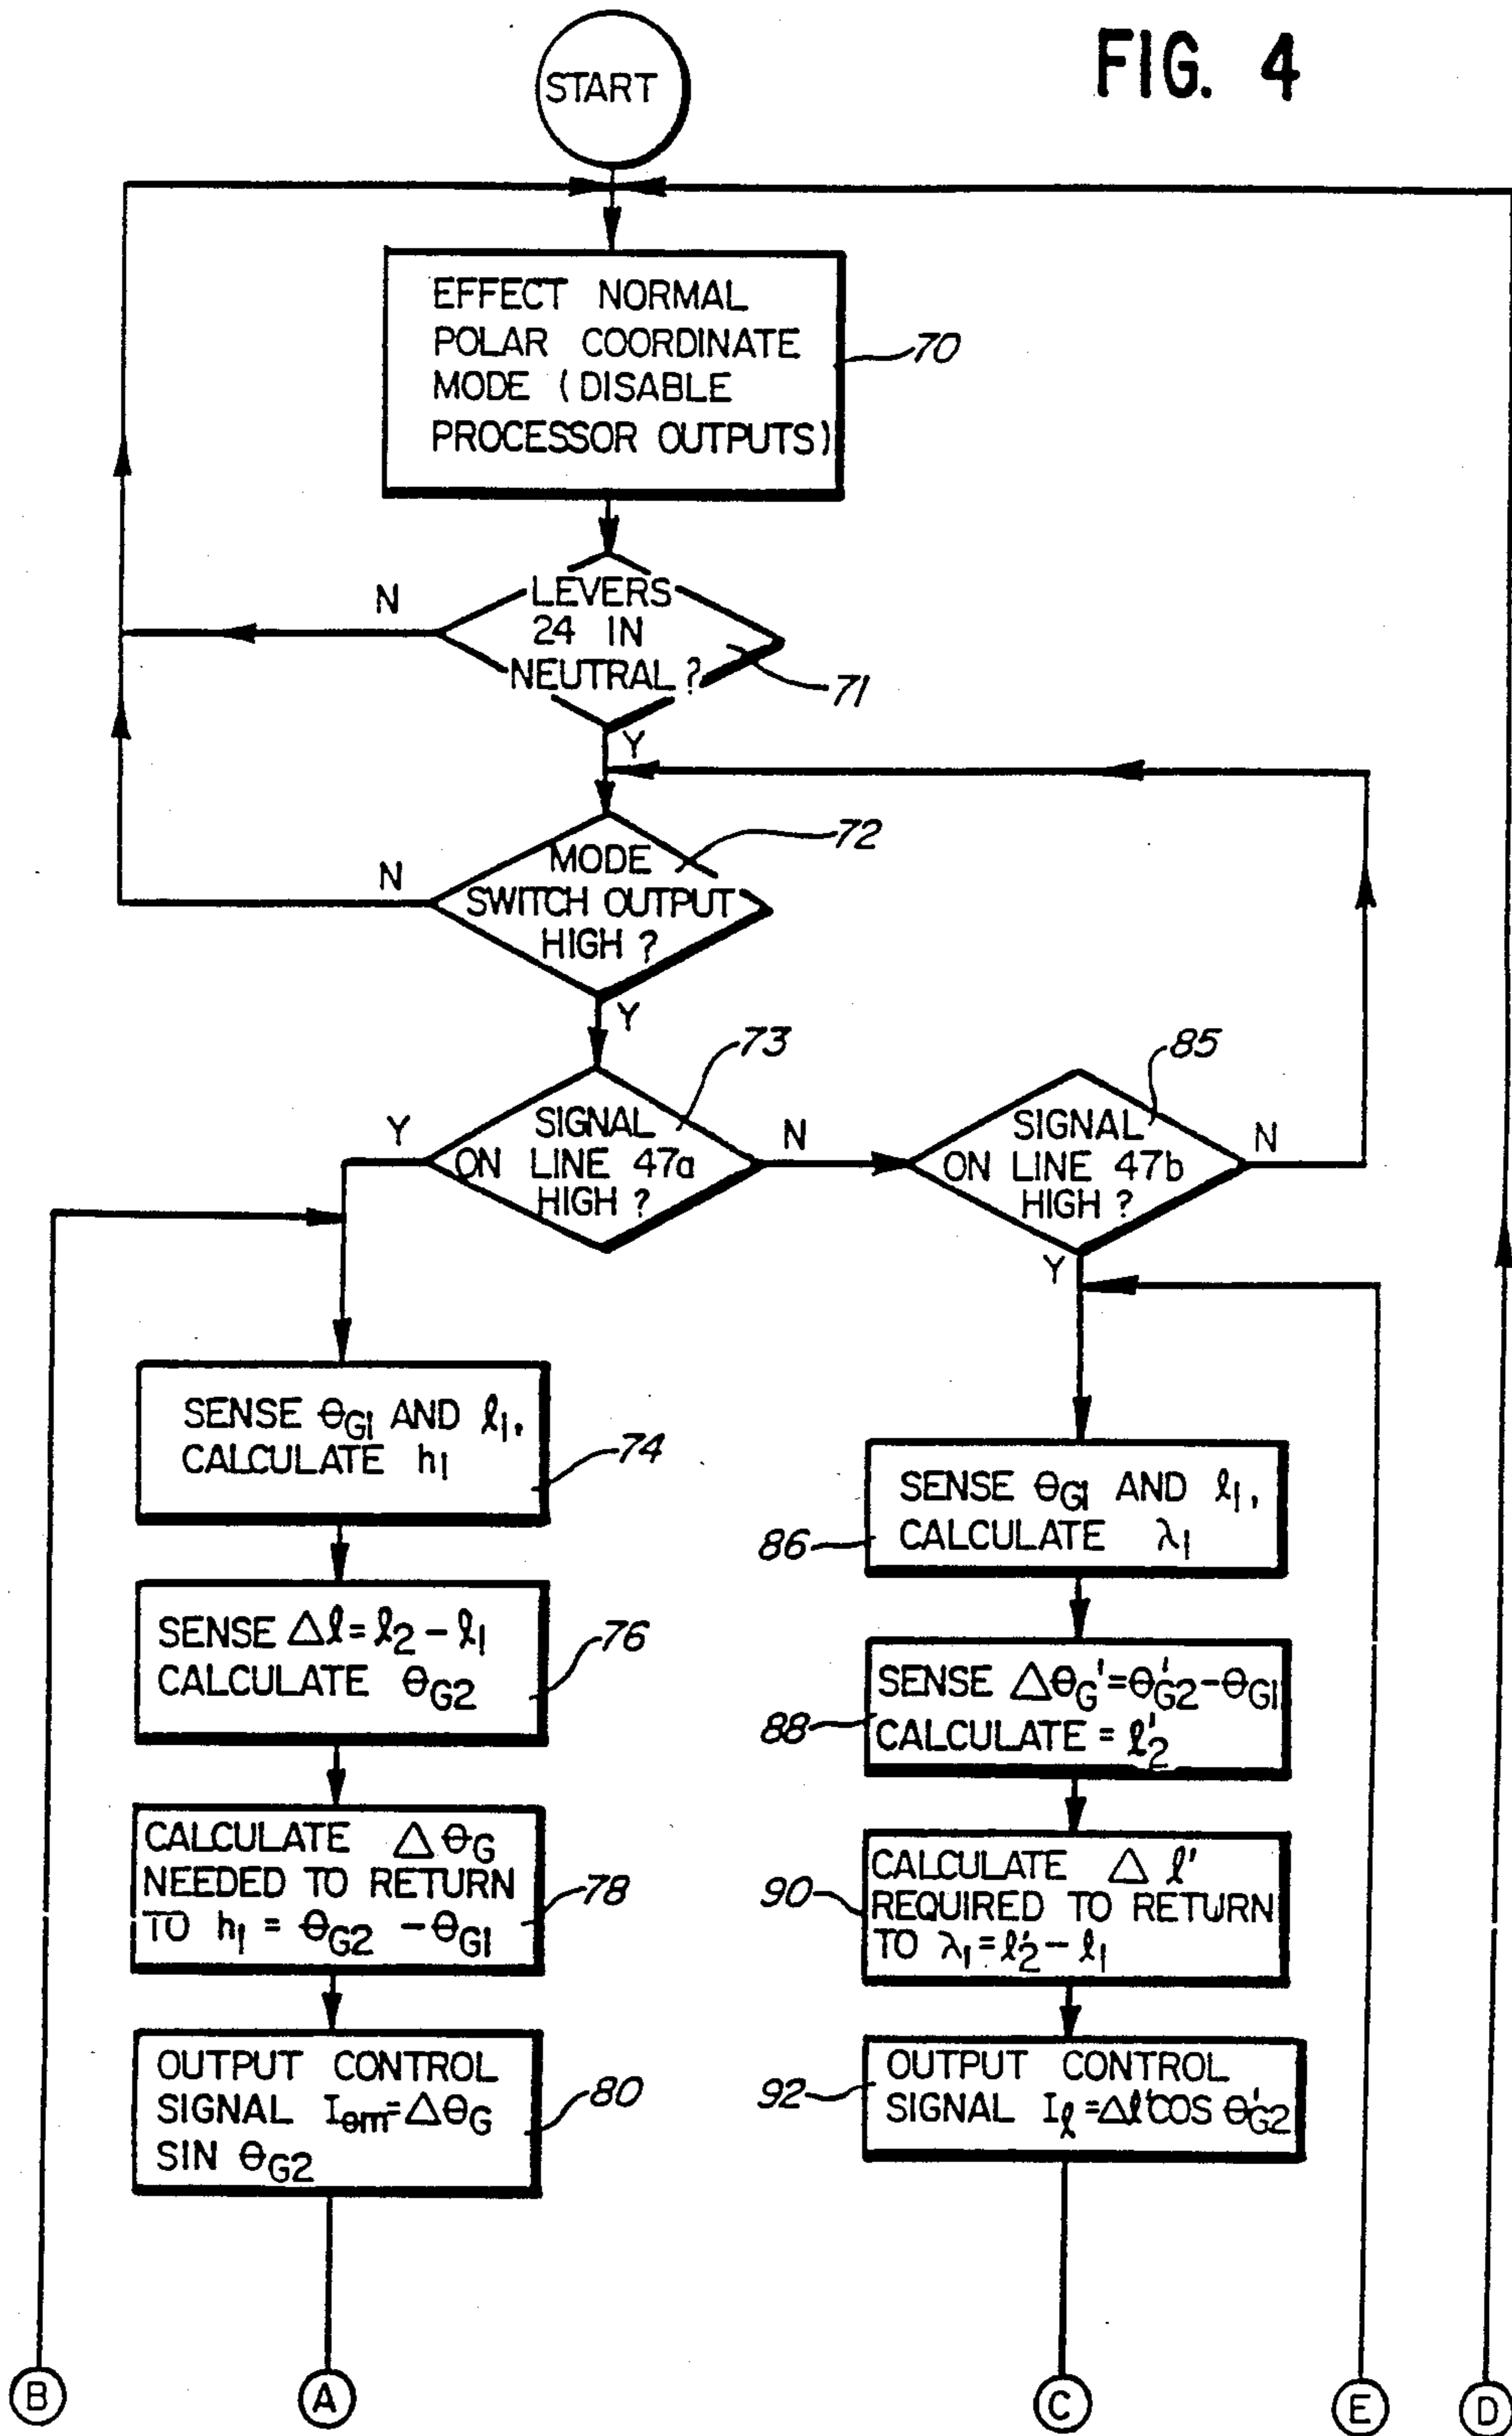 FIG. 4
START
EFFECT NORMAL
POLAR COORDINATE
MODE (DISABLE
PROCESSOR OUTPUTS)
70
N
LEVERS
24 IN
NEUTRAL ?
71
Y
72
N
MODE
SWITCH OUTPUT
HIGH ?
Y
73
Y
SIGNAL
ON LINE 47a
HIGH ?
N
85
SIGNAL
ON LINE 47b
HIGH ?
N
Y
SENSE θG1 AND ℓ1,
CALCULATE h1
74
SENSE Δℓ=ℓ2-ℓ1
CALCULATE θG2
76
CALCULATE ΔθG
NEEDED TO RETURN
TO h1 = θG2 -θG1
78
OUTPUT CONTROL
SIGNAL Iθm=ΔθG
SIN θG2
80
SENSE θG1 AND ℓ1,
CALCULATE λ1
86
SENSE ΔθG'=θ'G2-θG1
CALCULATE = ℓ'2
88
CALCULATE Δ ℓ'
REQUIRED TO RETURN
TO λ1=ℓ'2-ℓ1
90
OUTPUT CONTROL
SIGNAL Iℓ=Δℓ'COS θ'G2
92
B
A
C
E
D